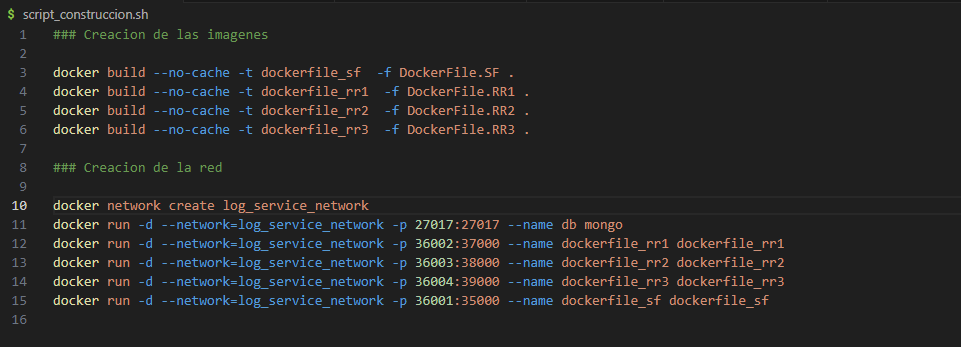 $ script_construccion.sh
1 ### Creacion de las imagenes
2
3 docker build --no-cache -t dockerfile_sf  -f DockerFile.SF .
4 docker build --no-cache -t dockerfile_rr1  -f DockerFile.RR1 .
5 docker build --no-cache -t dockerfile_rr2  -f DockerFile.RR2 .
6 docker build --no-cache -t dockerfile_rr3  -f DockerFile.RR3 .
7
8 ### Creacion de la red
9
10 docker network create log_service_network
11 docker run -d --network=log_service_network -p 27017:27017 --name db mongo
12 docker run -d --network=log_service_network -p 36002:37000 --name dockerfile_rr1 dockerfile_rr1
13 docker run -d --network=log_service_network -p 36003:38000 --name dockerfile_rr2 dockerfile_rr2
14 docker run -d --network=log_service_network -p 36004:39000 --name dockerfile_rr3 dockerfile_rr3
15 docker run -d --network=log_service_network -p 36001:35000 --name dockerfile_sf dockerfile_sf
16